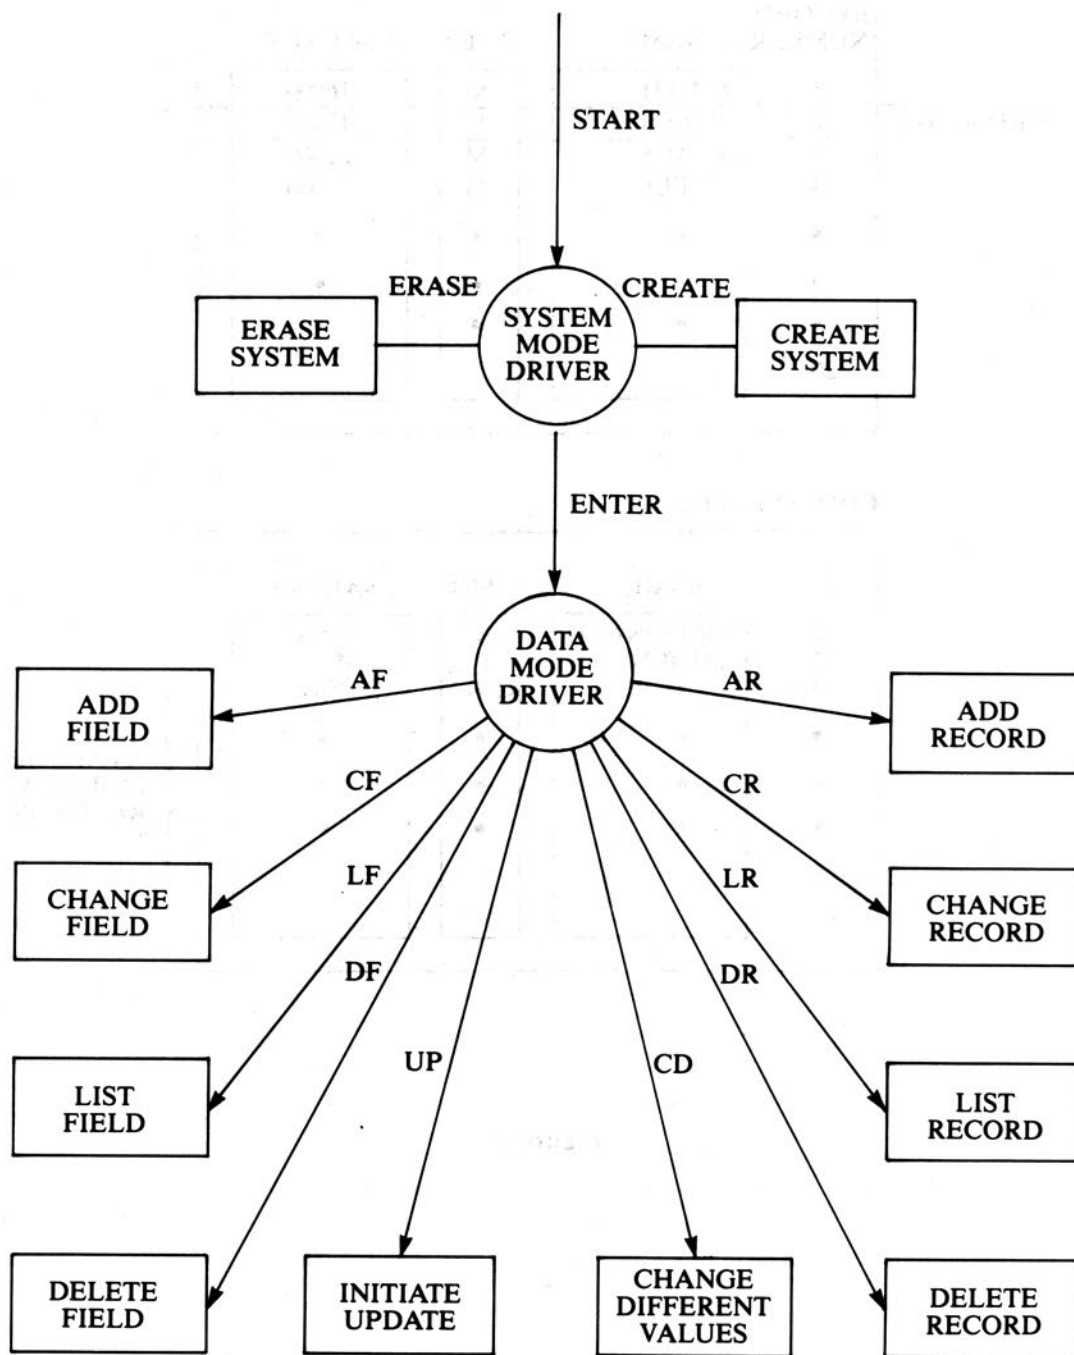 START
ERASE
CREATE
ERASE
SYSTEM
SYSTEM
MODE
DRIVER
CREATE
SYSTEM
ENTER
DATA
MODE
DRIVER
AF
AR
ADD
FIELD
ADD
RECORD
CF
CR
CHANGE
FIELD
LF
LR
CHANGE
RECORD
DF
DR
UP
CD
LIST
FIELD
LIST
RECORD
DELETE
FIELD
INITIATE
UPDATE
CHANGE
DIFFERENT
VALUES
DELETE
RECORD